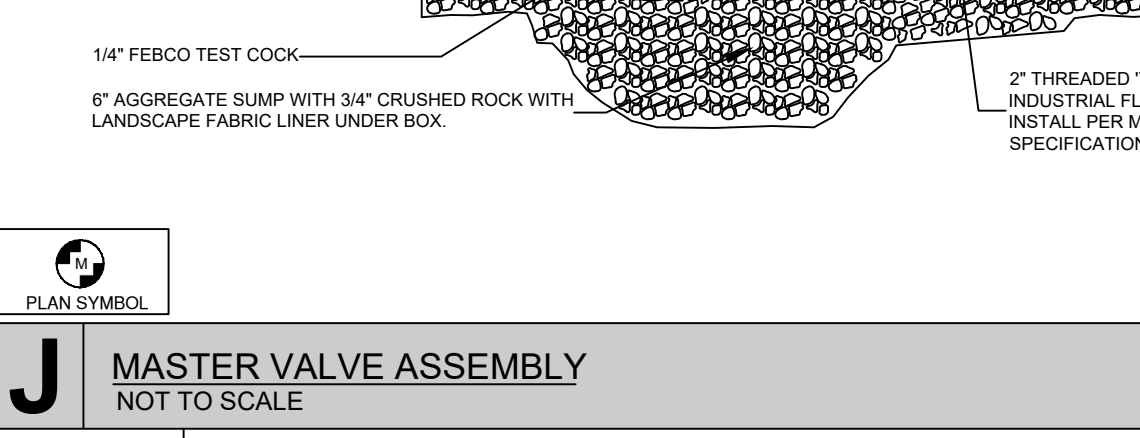 1/4" FEBCO TEST COCK
6" AGGREGATE SUMP WITH 3/4" CRUSHED ROCK WITH
LANDSCAPE FABRIC LINER UNDER BOX.
2" THREADED
INDUSTRIAL
INSTALL PER
M
PLAN SYMBOL
J
MASTER VALVE ASSEMBLY
NOT TO SCALE